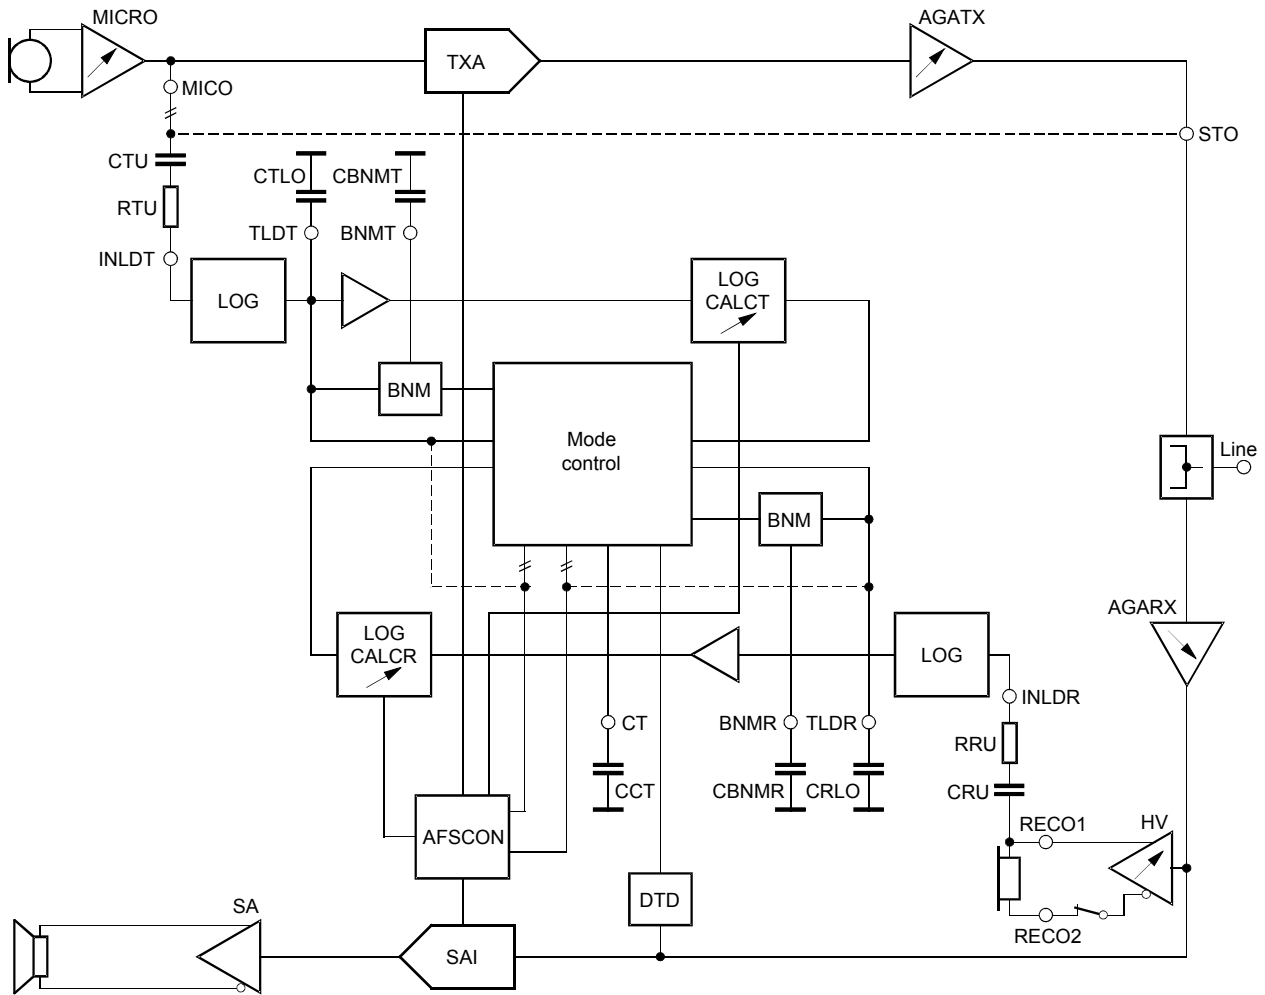 MICRO
AGATX
TXA
MICO
STO
CTU
CTLO
CBNMT
RTU
TLDT
BNMT
INLDT
LOG
LOG
CALCT
BNM
Mode
control
Line
BNM
AGARX
LOG
CALCR
LOG
INLDR
CT
BNMR
TLDR
RRU
CCT
CBNMR
CRLO
CRU
RECO1
HV
AFSCON
DTD
SA
RECO2
SAI